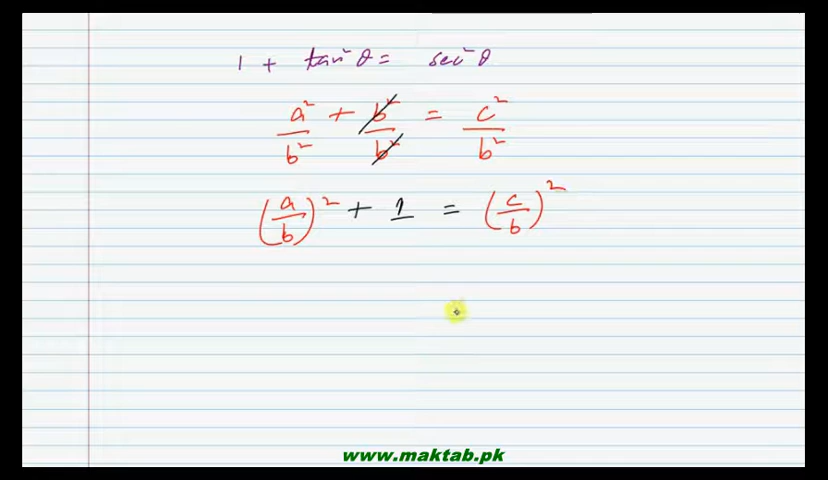 1 + tan²θ = sec²θ
a²/b² + b²/b² = c²/b²
(a/b)² + 1 = (c/b)²
www.maktab.pk